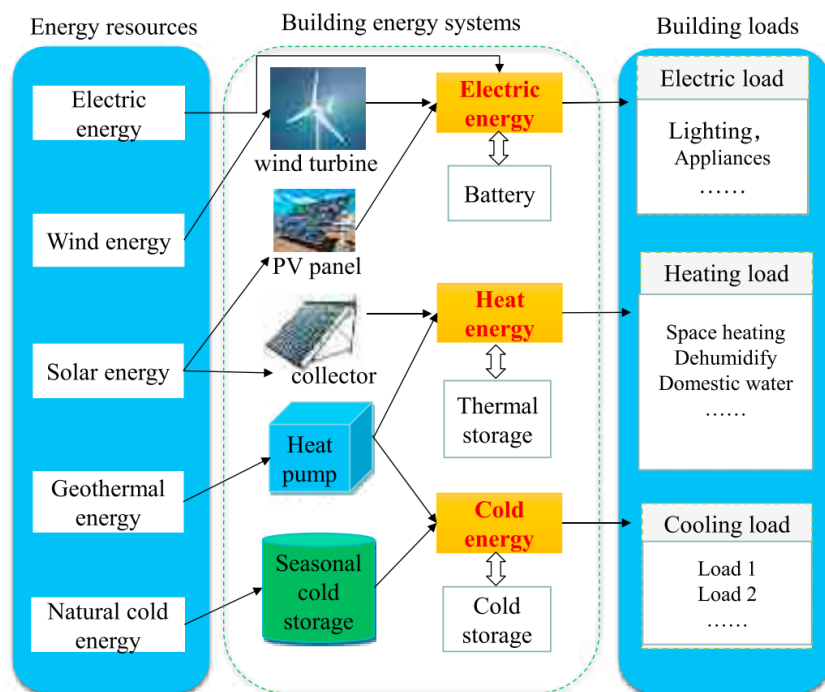 Energy resources
Building energy systems
Building loads
Electric
energy
Wind energy
Solar energy
Geothermal
energy
Natural cold
energy
wind turbine
PV panel
collector
Heat
pump
Seasonal
cold
storage
Electric
energy
Battery
Heat
energy
Thermal
storage
Cold
energy
Cold
storage
Electric load
Lighting，
Appliances
……
Heating load
Space heating
Dehumidify
Domestic water
……
Cooling load
Load 1
Load 2
……